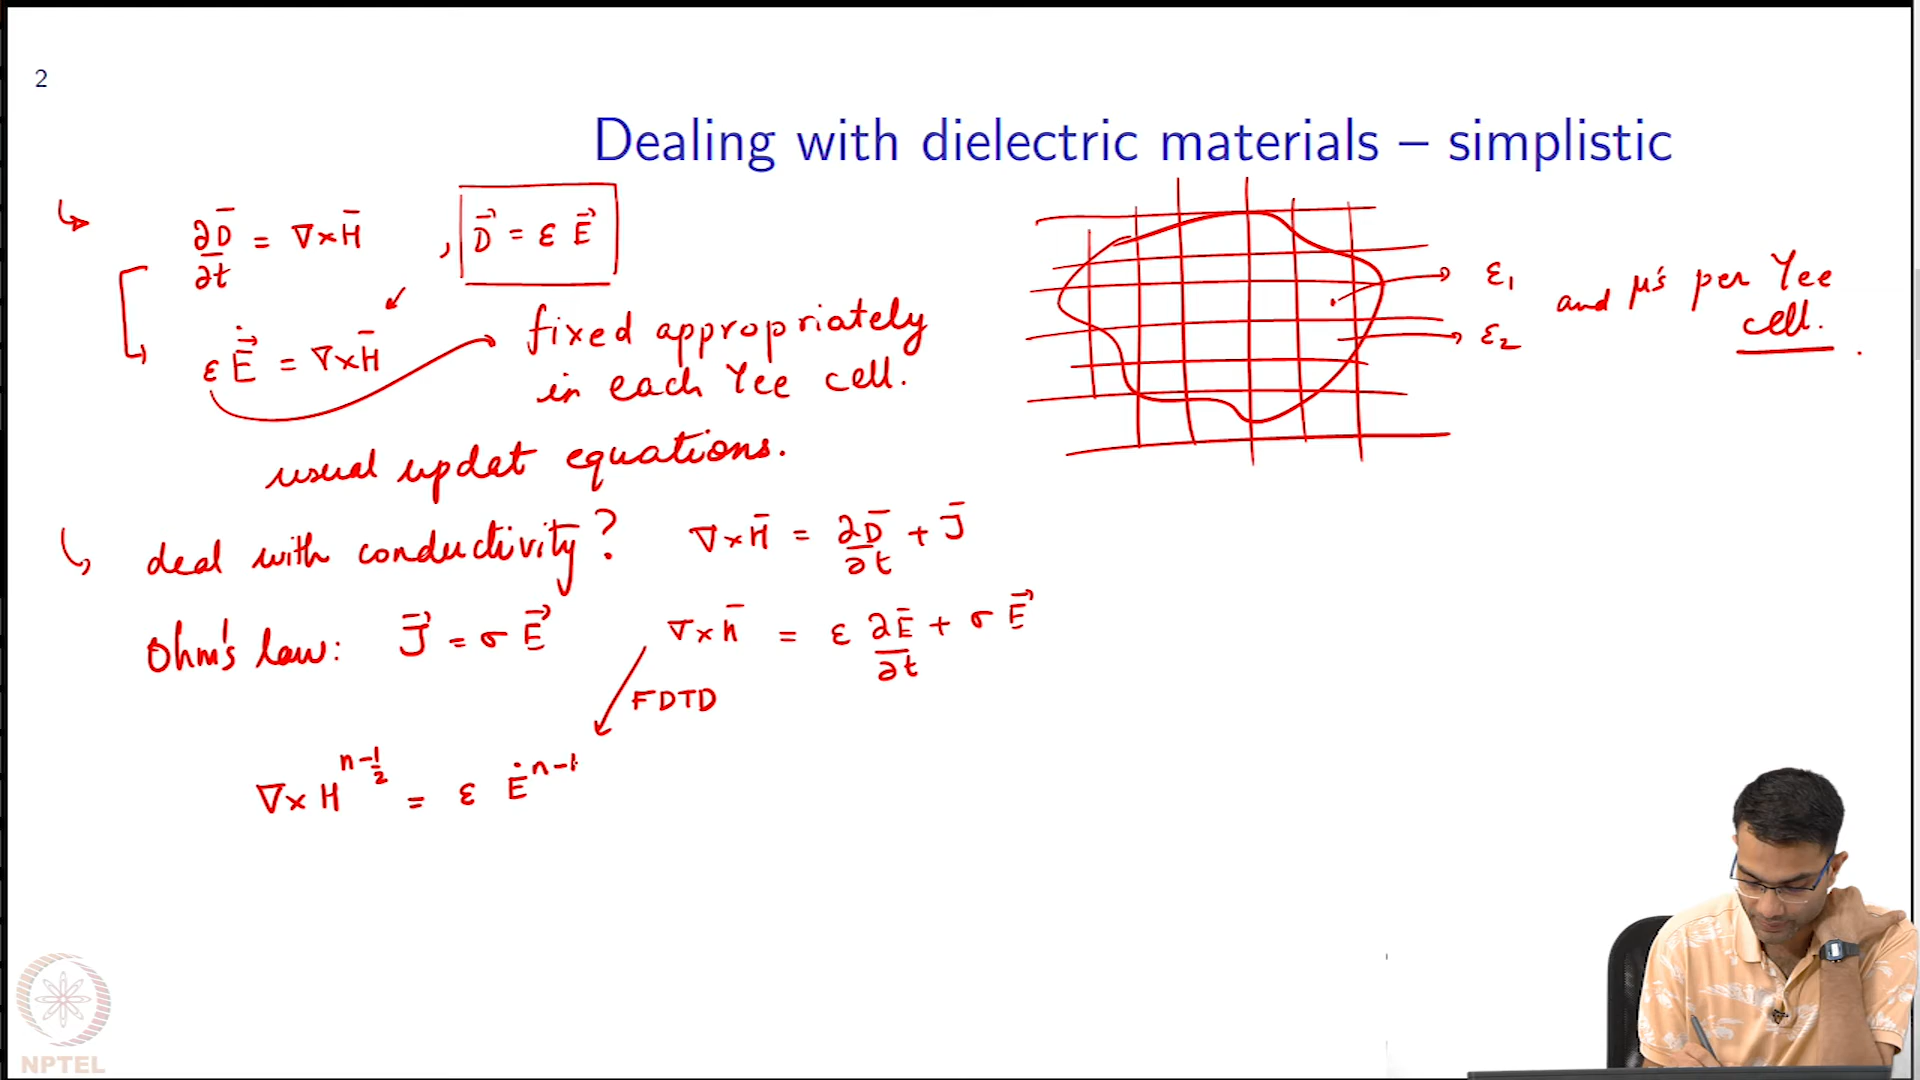 2
Dealing with dielectric materials – simplistic
↳ ∂D̄/∂t = ∇×H̄ , D⃗ = ε E⃗
ε Ė⃗ = ∇×H̄
fixed appropriately
in each Yee cell.
usual updat equations.
ε₁
ε₂
and μ's per Yee
cell.
↳ deal with conductivity? ∇×H̄ = ∂D̄/∂t + J̄
Ohm's law: J⃗ = σ E⃗ ∇×H̄ = ε ∂Ē/∂t + σ E⃗
FDTD
∇×H^{n-1/2} = ε Ė^{n-1}
NPTEL